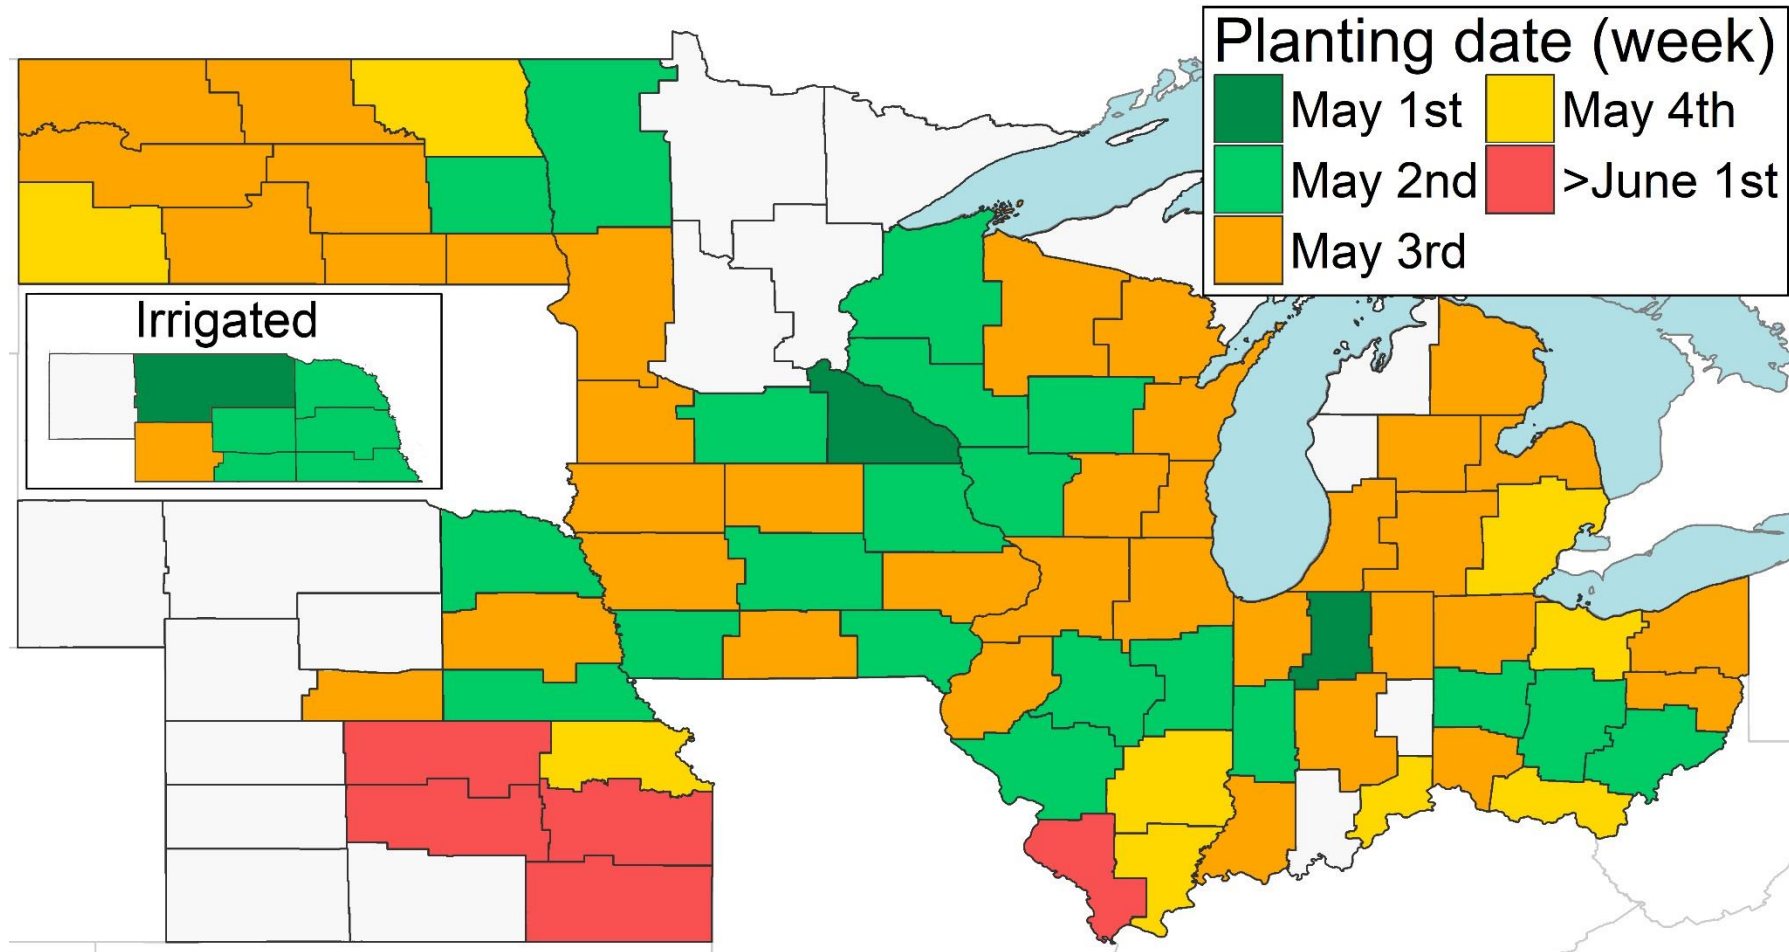 Planting date (week)
May 1st
May 2nd
May 3rd
May 4th
>June 1st
Irrigated